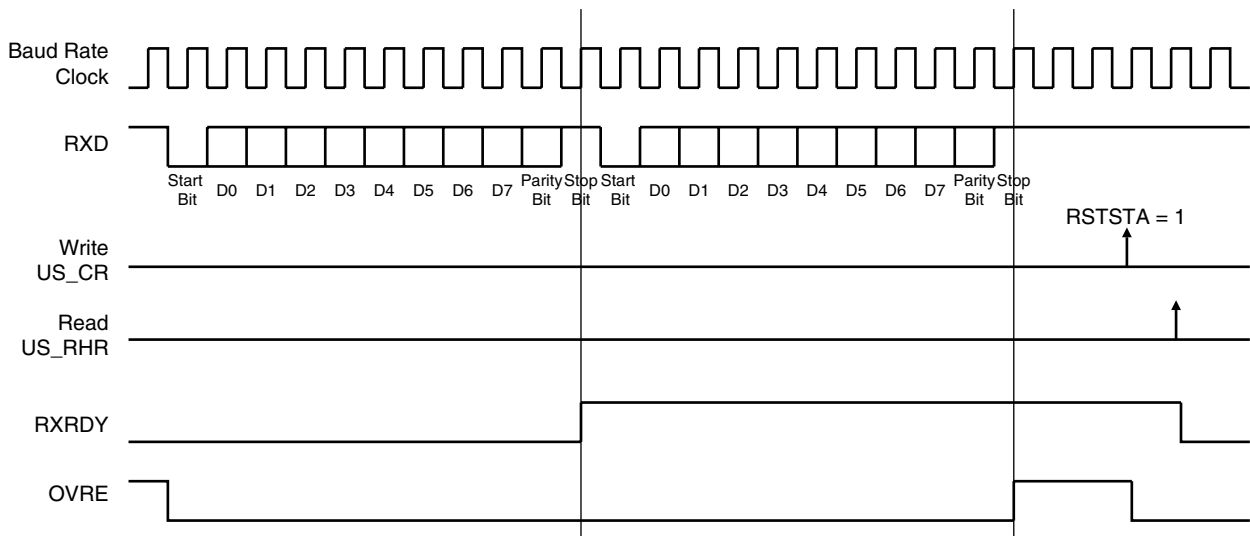 Baud Rate
Clock
RXD
Start
Bit
D0 D1 D2 D3 D4 D5 D6 D7
Parity
Bit
Stop
Bit
Start
Bit
D0 D1 D2 D3 D4 D5 D6 D7
Parity
Bit
Stop
Bit
RSTSTA = 1
Write
US_CR
Read
US_RHR
RXRDY
OVRE